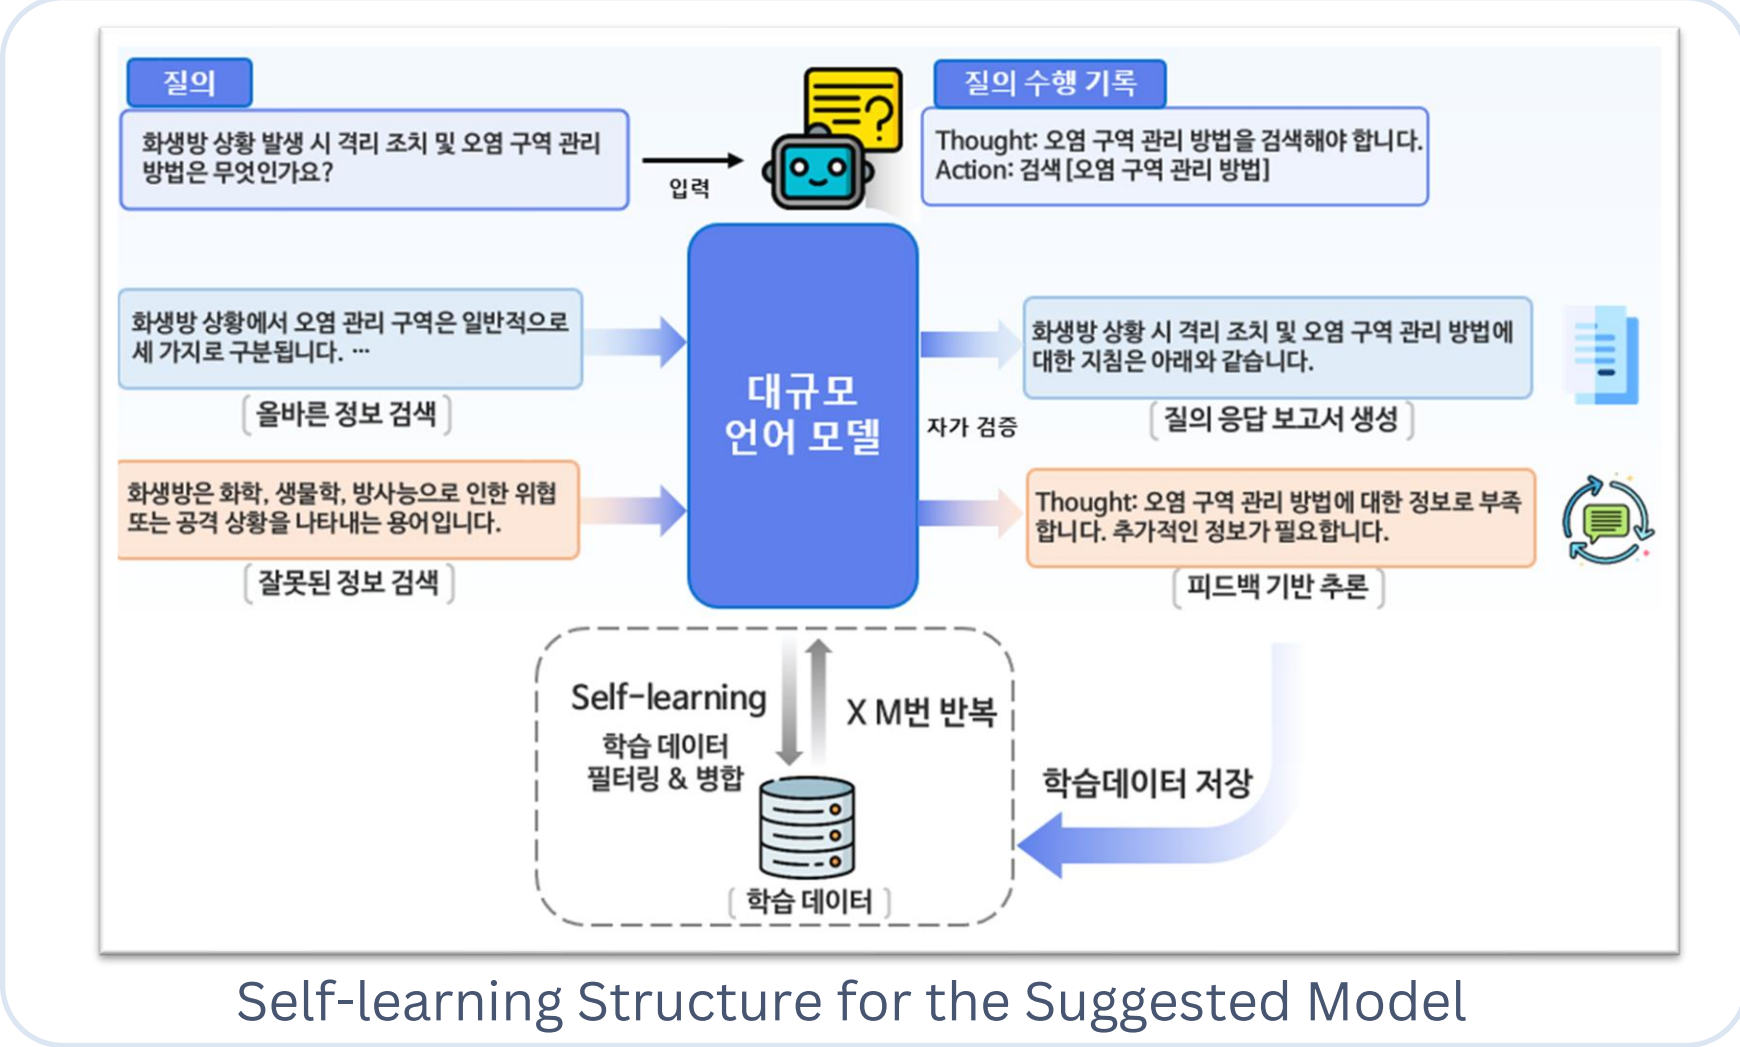 질의
화생방 상황 발생 시 격리 조치 및 오염 구역 관리
방법은 무엇인가요?
입력
?
질의 수행 기록
Thought: 오염 구역 관리 방법을 검색해야 합니다.
Action: 검색[오염 구역 관리 방법]
화생방 상황에서 오염 관리 구역은 일반적으로
세 가지로 구분됩니다. ···
[올바른 정보 검색]
화생방은 화학, 생물학, 방사능으로 인한 위협
또는 공격 상황을 나타내는 용어입니다.
[잘못된 정보 검색]
대규모
언어 모델
자가 검증
화생방 상황 시 격리 조치 및 오염 구역 관리 방법에
대한 지침은 아래와 같습니다.
[질의 응답 보고서 생성]
Thought: 오염 구역 관리 방법에 대한 정보로 부족
합니다. 추가적인 정보가 필요합니다.
[피드백 기반 추론]
Self-learning
학습 데이터
필터링 & 병합
X M번 반복
[학습 데이터]
학습데이터 저장
Self-learning Structure for the Suggested Model